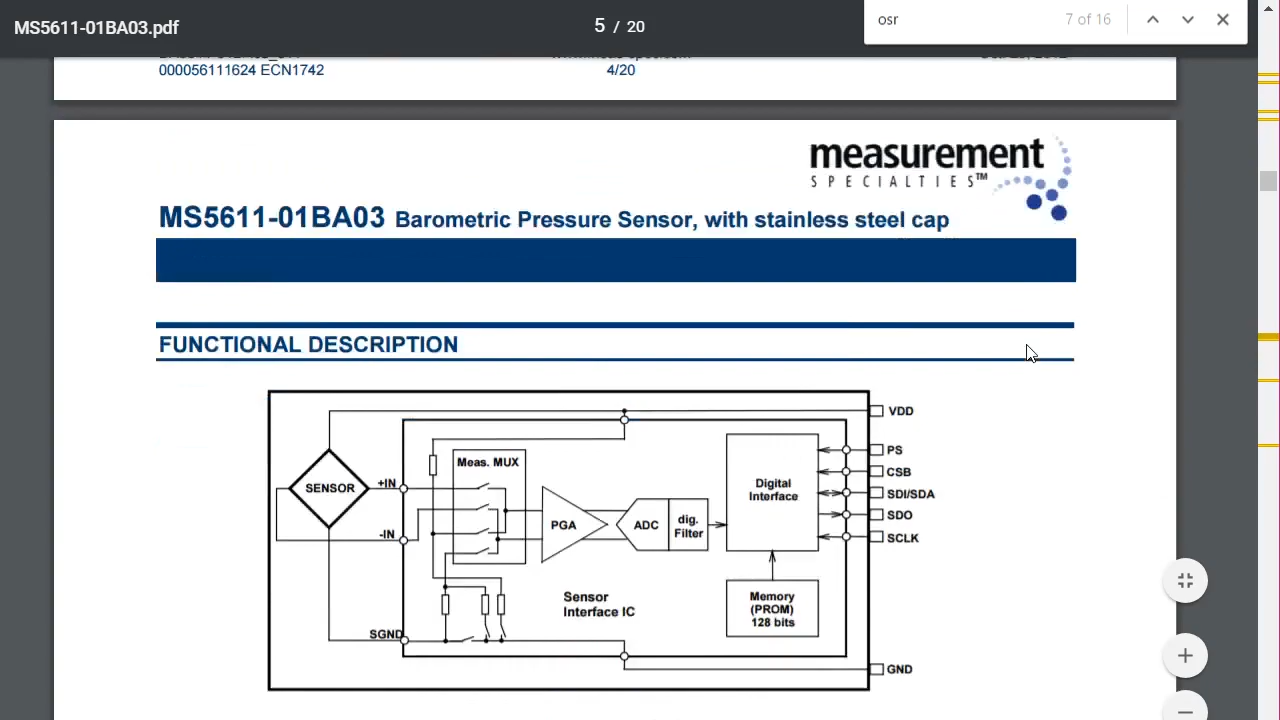 MS5611-01BA03.pdf
5 / 20
osr
7 of 16
000056111624 ECN1742
4/20
measurement
SPECIALTIES™
MS5611-01BA03 Barometric Pressure Sensor, with stainless steel cap
FUNCTIONAL DESCRIPTION
VDD
Meas. MUX
PS
CSB
SENSOR
+IN
Digital
Interface
SDI/SDA
SDO
PGA
ADC
dig.
Filter
-IN
SCLK
Sensor
Interface IC
Memory
(PROM)
128 bits
SGND
GND